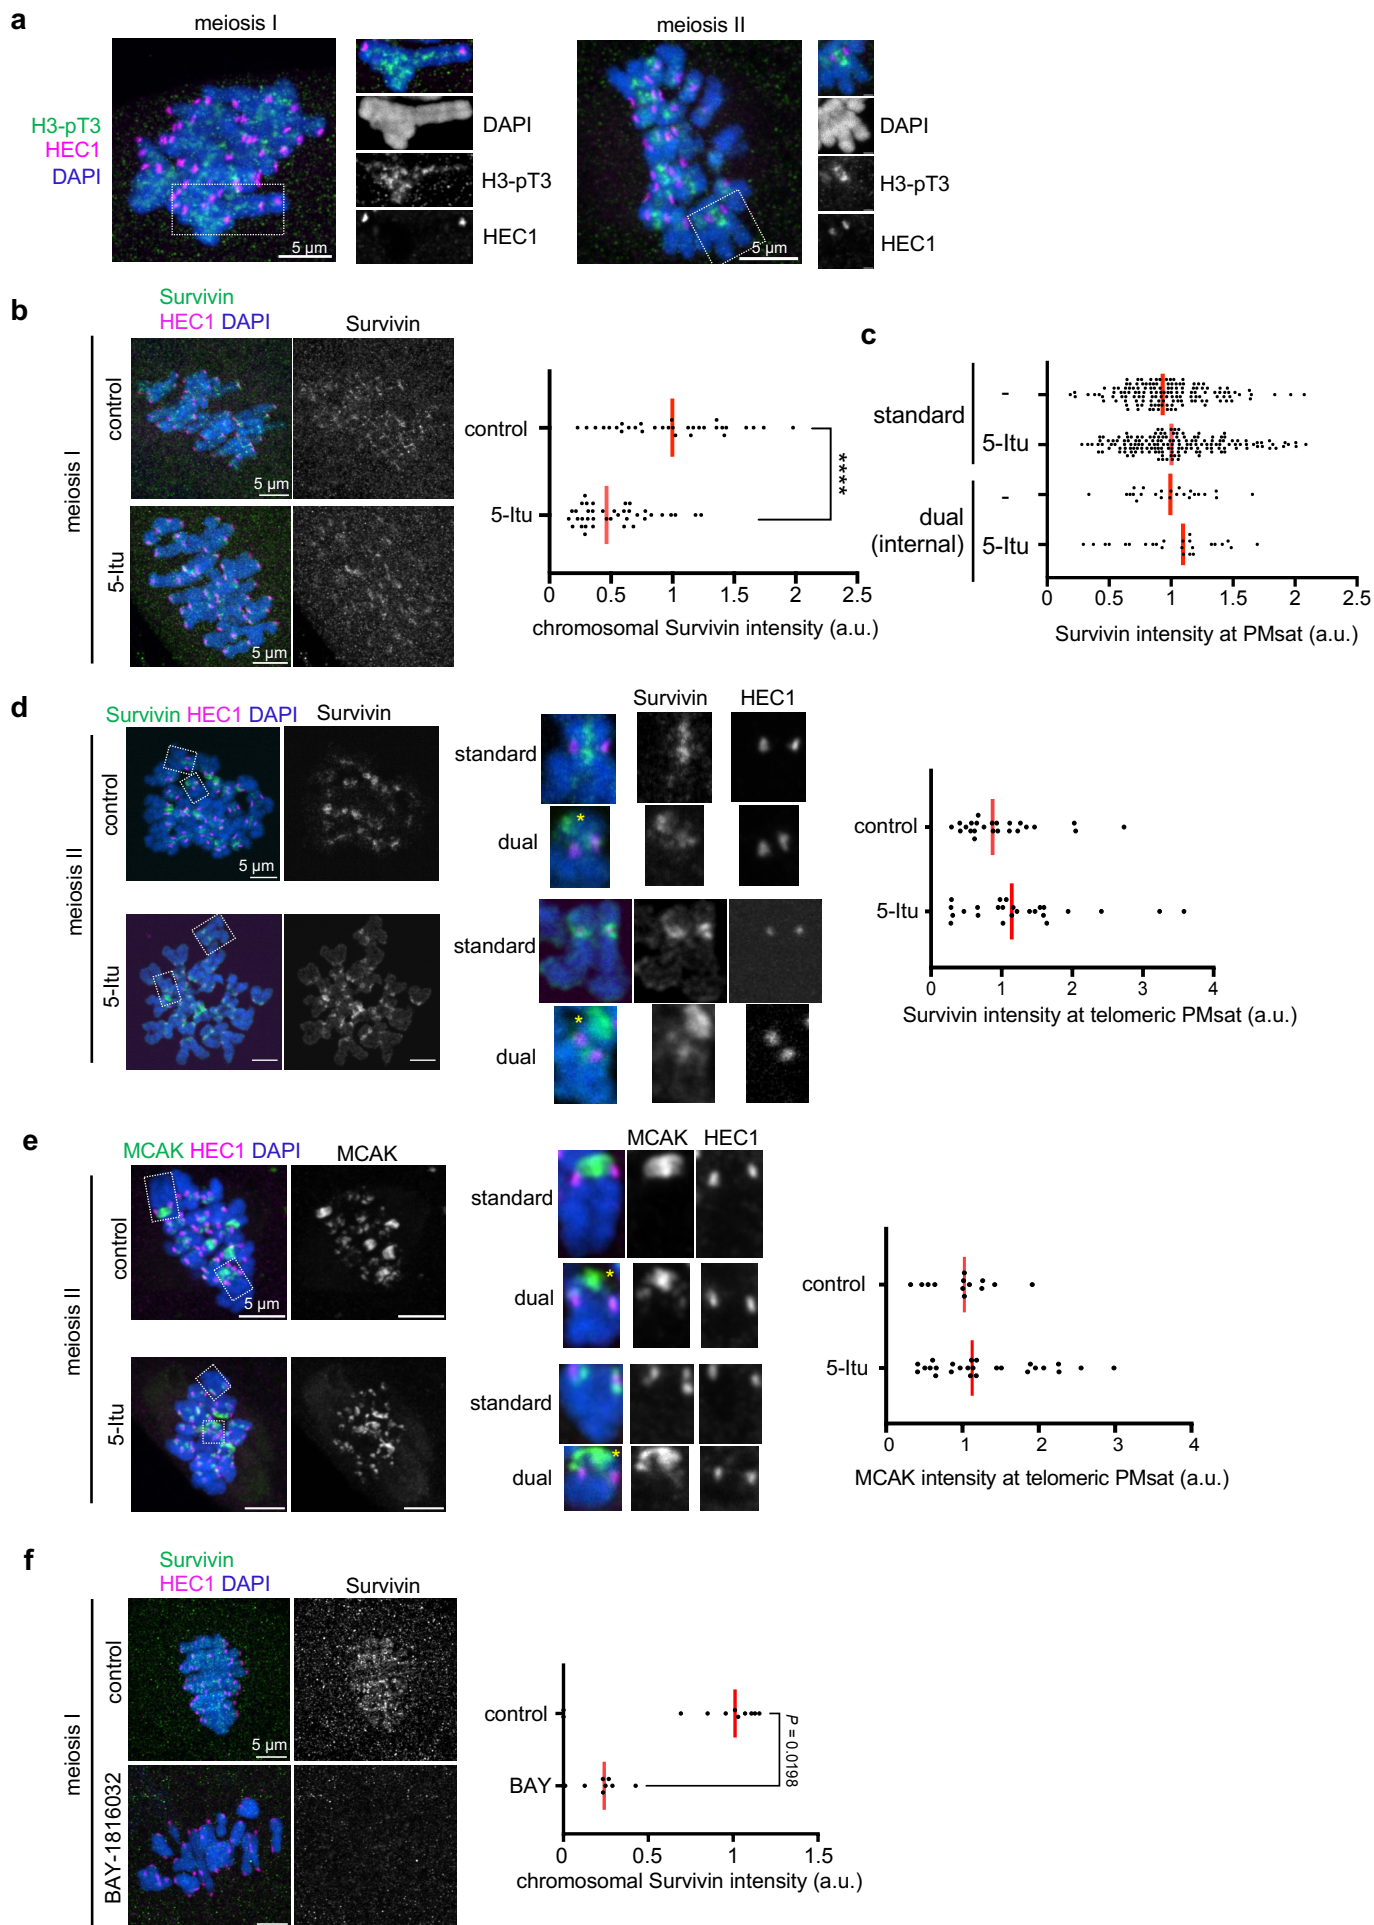 a
meiosis I
meiosis II
H3-pT3
HEC1
DAPI
5 µm
DAPI
H3-pT3
HEC1
5 µm
DAPI
H3-pT3
HEC1
b
Survivin
HEC1 DAPI
Survivin
meiosis I
control
5 µm
5-Itu
5 µm
control
5-Itu
****
0
0.5
1
1.5
2
2.5
chromosomal Survivin intensity (a.u.)
c
standard
-
5-Itu
dual
(internal)
-
5-Itu
0
0.5
1
1.5
2
2.5
Survivin intensity at PMsat (a.u.)
d
Survivin HEC1 DAPI
Survivin
meiosis II
control
5 µm
5-Itu
Survivin
HEC1
standard
dual
*
standard
dual
*
control
5-Itu
0
1
2
3
4
Survivin intensity at telomeric PMsat (a.u.)
e
MCAK HEC1 DAPI
MCAK
meiosis II
control
5 µm
5-Itu
MCAK
HEC1
standard
dual
*
standard
dual
*
control
5-Itu
0
1
2
3
4
MCAK intensity at telomeric PMsat (a.u.)
f
Survivin
HEC1 DAPI
Survivin
meiosis I
control
5 µm
BAY-1816032
control
BAY
P = 0.0198
0
0.5
1
1.5
chromosomal Survivin intensity (a.u.)